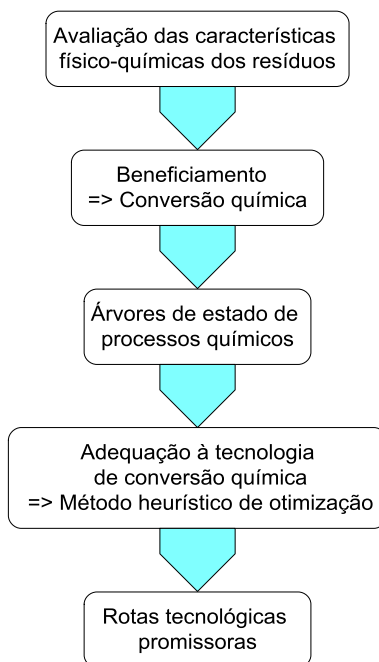 Avaliação das características
físico-químicas dos resíduos
Beneficiamento
=> Conversão química
Árvores de estado de
processos químicos
Adequação à tecnologia
de conversão química
=> Método heurístico de otimização
Rotas tecnológicas
promissoras